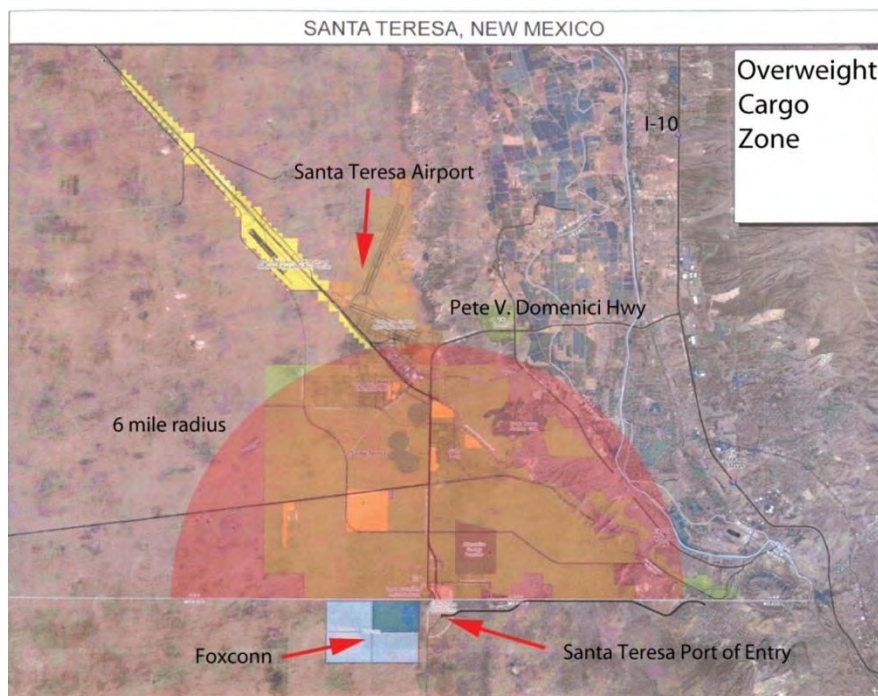 SANTA TERESA, NEW MEXICO
Overweight
Cargo
Zone
I-10
Santa Teresa Airport
Pete V. Domenici Hwy
6 mile radius
Foxconn
Santa Teresa Port of Entry